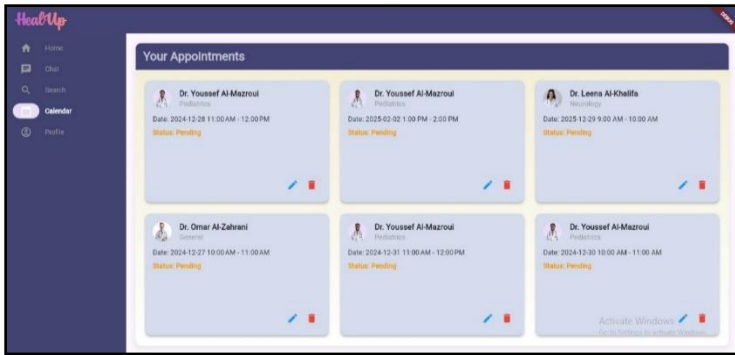 HealUp
DEBUG
Home
Chat
Search
Calendar
Profile
Your Appointments
Dr. Youssef Al-Mazroui
Pediatrics
Date: 2024-12-28 11:00 AM - 12:00 PM
Status: Pending
Dr. Youssef Al-Mazroui
Pediatrics
Date: 2025-02-02 1:00 PM - 2:00 PM
Status: Pending
Dr. Leena Al-Khalifa
Neurology
Date: 2025-12-29 9:00 AM - 10:00 AM
Status: Pending
Dr. Omar Al-Zahrani
General
Date: 2024-12-27 10:00 AM - 11:00 AM
Status: Pending
Dr. Youssef Al-Mazroui
Pediatrics
Date: 2024-12-31 11:00 AM - 12:00 PM
Status: Pending
Dr. Youssef Al-Mazroui
Pediatrics
Date: 2024-12-30 10:00 AM - 11:00 AM
Status: Pending
Activate Windows
Go to Settings to activate Windows.